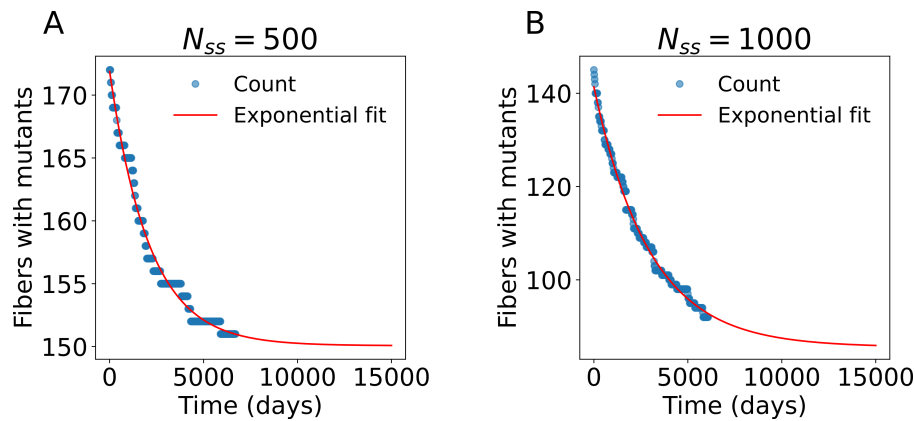 A
N_ss = 500
Count
Exponential fit
Fibers with mutants
170
165
160
155
150
0
5000
10000
15000
Time (days)
B
N_ss = 1000
Count
Exponential fit
Fibers with mutants
140
120
100
0
5000
10000
15000
Time (days)